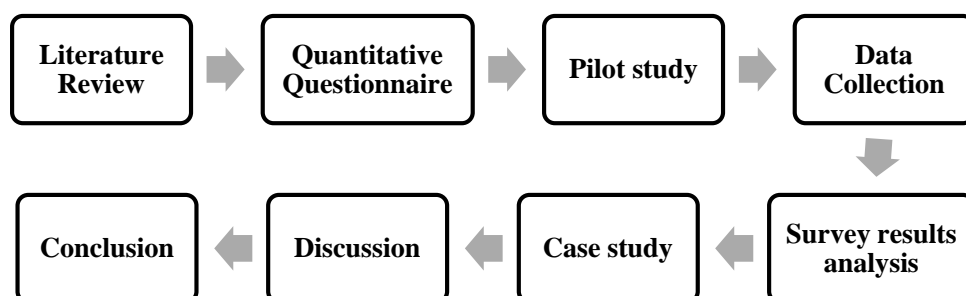 Literature
Review
Quantitative
Questionnaire
Pilot study
Data
Collection
Survey results
analysis
Case study
Discussion
Conclusion